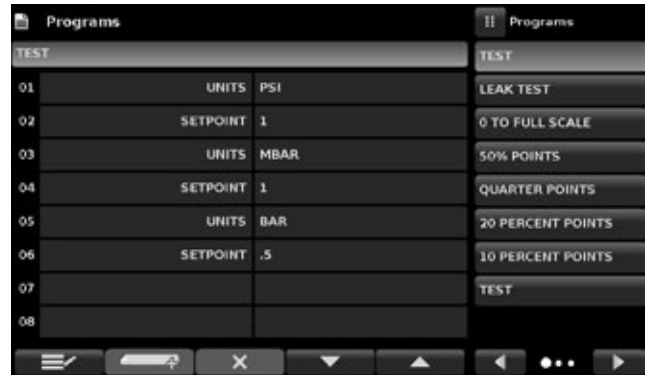 Programs
TEST
01 UNITS PSI
02 SETPOINT 1
03 UNITS MBAR
04 SETPOINT 1
05 UNITS BAR
06 SETPOINT .5
07
08
Programs
TEST
LEAK TEST
0 TO FULL SCALE
50% POINTS
QUARTER POINTS
20 PERCENT POINTS
10 PERCENT POINTS
TEST